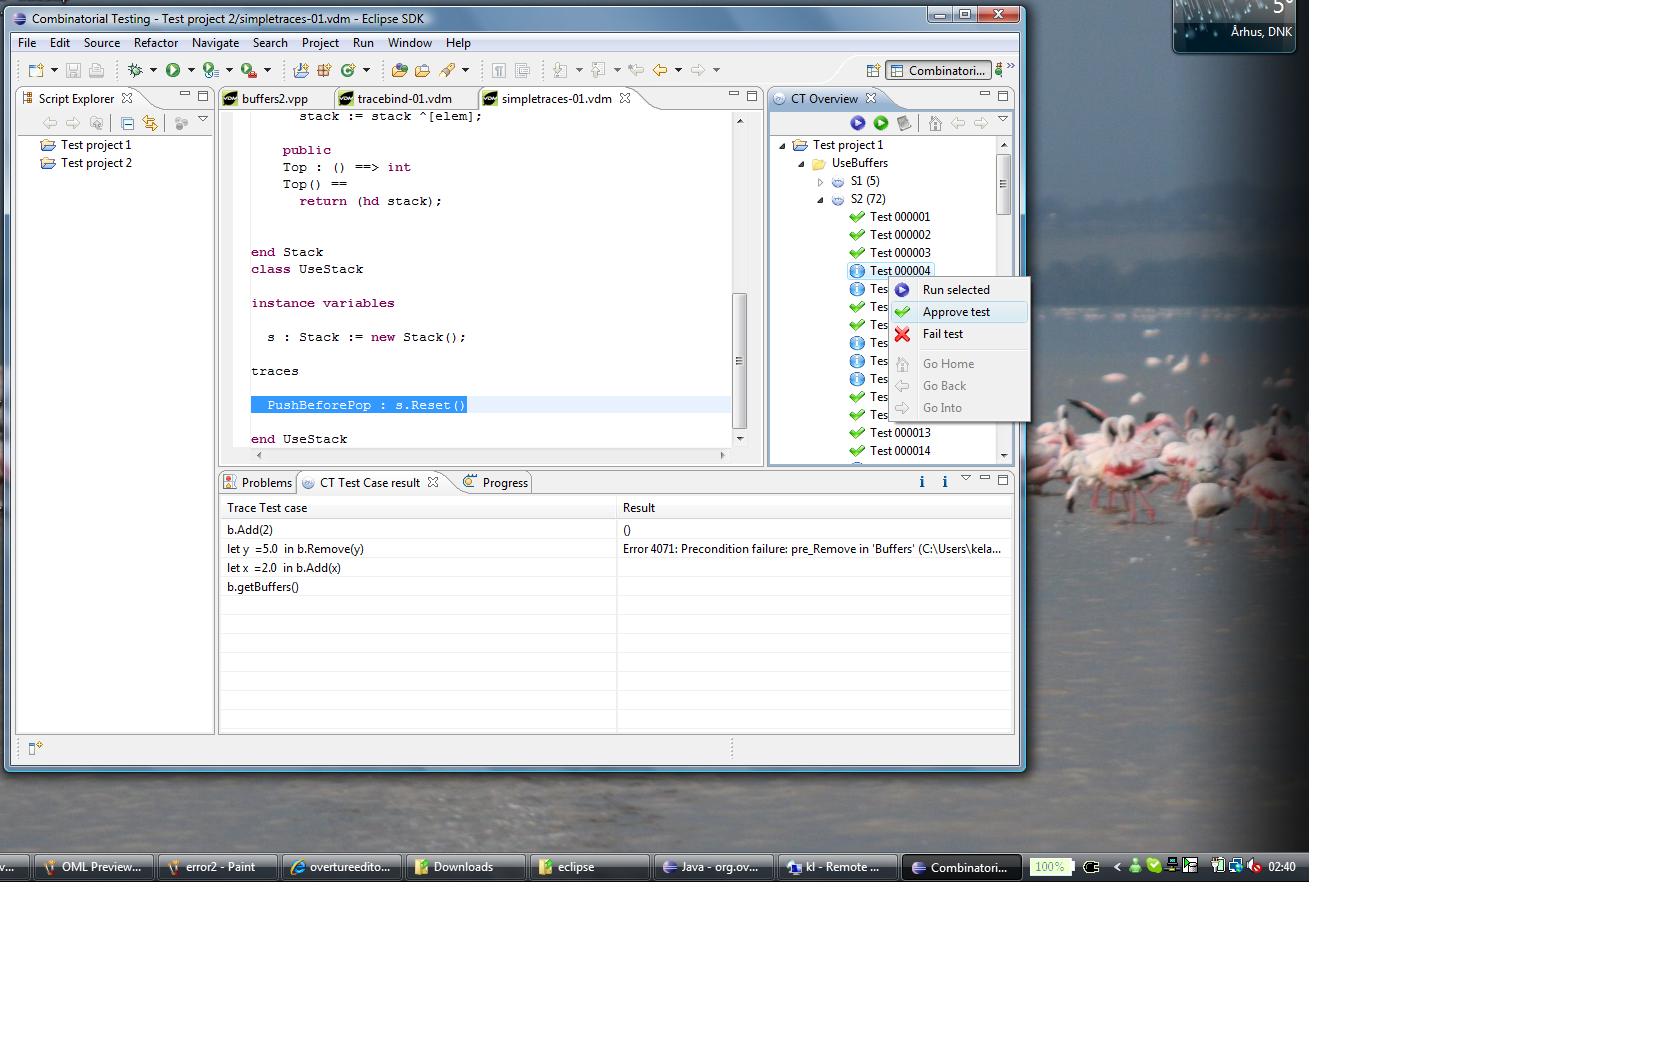 5°
Århus, DNK
Combinatorial Testing - Test project 2/simpletraces-01.vdm - Eclipse SDK
File Edit Source Refactor Navigate Search Project Run Window Help
Combinatori...
Script Explorer
Test project 1
Test project 2
buffers2.vpp tracebind-01.vdm simpletraces-01.vdm
stack := stack ^[elem];
public
Top : () ==> int
Top() ==
return (hd stack);
end Stack
class UseStack
instance variables
s : Stack := new Stack();
traces
PushBeforePop : s.Reset()
end UseStack
CT Overview
Test project 1
UseBuffers
S1 (5)
S2 (72)
Test 000001
Test 000002
Test 000003
Test 000004
Tes
Tes
Tes
Tes
Tes
Tes
Tes
Tes
Test 000013
Test 000014
Run selected
Approve test
Fail test
Go Home
Go Back
Go Into
Problems CT Test Case result Progress
Trace Test case Result
b.Add(2) ()
let y =5.0 in b.Remove(y) Error 4071: Precondition failure: pre_Remove in 'Buffers' (C:\Users\kela...
let x =2.0 in b.Add(x)
b.getBuffers()
v... OML Preview... error2 - Paint overtureedito... Downloads eclipse Java - org.ov... kl - Remote ... Combinatori... 100% 02:40